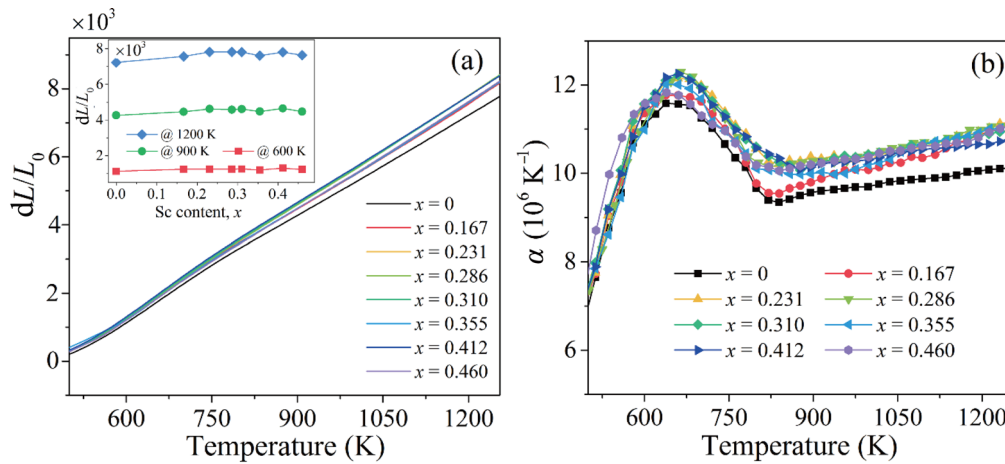 ×10³
8
6
4
2
0
dL/L₀
(a)
×10³
8
6
4
2
dL/L₀
@ 1200 K
@ 900 K
@ 600 K
0.0 0.1 0.2 0.3 0.4
Sc content, x
x = 0
x = 0.167
x = 0.231
x = 0.286
x = 0.310
x = 0.355
x = 0.412
x = 0.460
600 750 900 1050 1200
Temperature (K)
(b)
12
10
8
6
α (10⁶ K⁻¹)
x = 0 x = 0.167
x = 0.231 x = 0.286
x = 0.310 x = 0.355
x = 0.412 x = 0.460
600 750 900 1050 1200
Temperature (K)